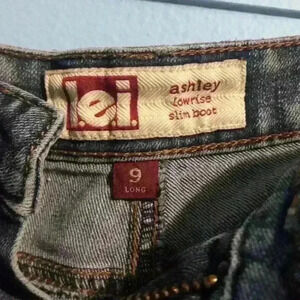 l.e.i.
ashley
lowrise
slim boot
9
LONG